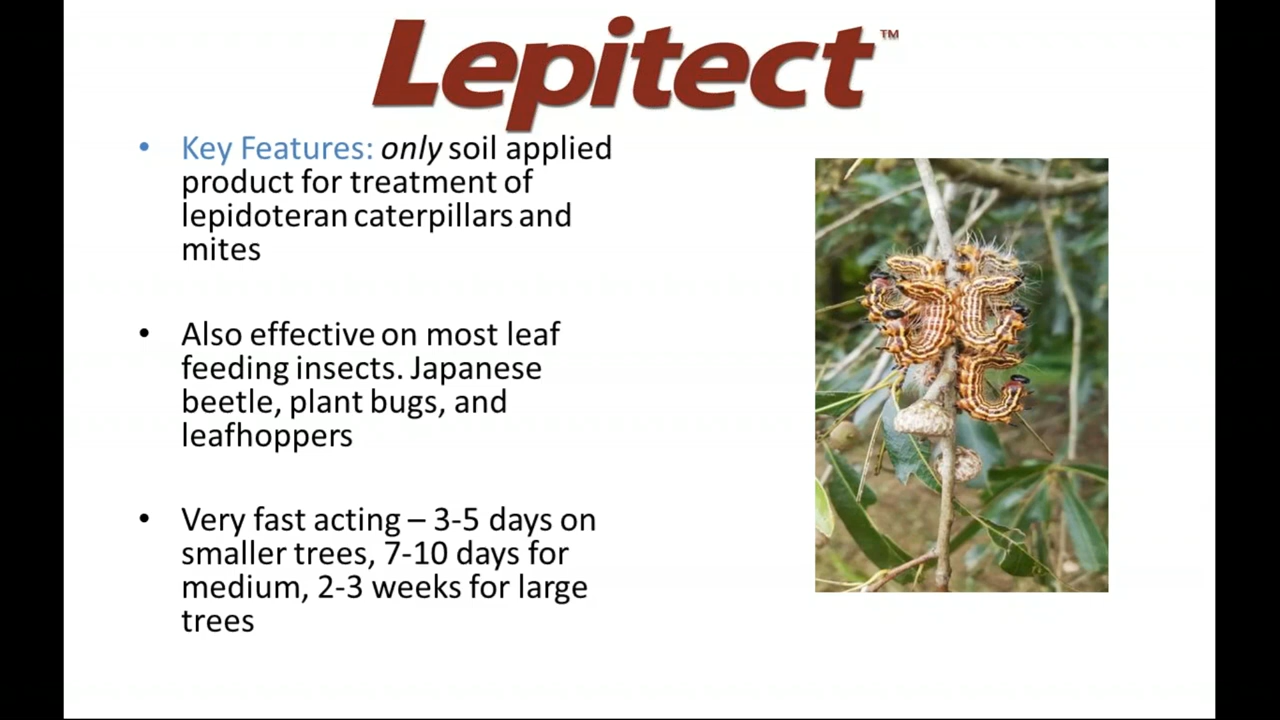 Lepitect™
• Key Features: only soil applied
product for treatment of
lepidoteran caterpillars and
mites
• Also effective on most leaf
feeding insects. Japanese
beetle, plant bugs, and
leafhoppers
• Very fast acting – 3-5 days on
smaller trees, 7-10 days for
medium, 2-3 weeks for large
trees